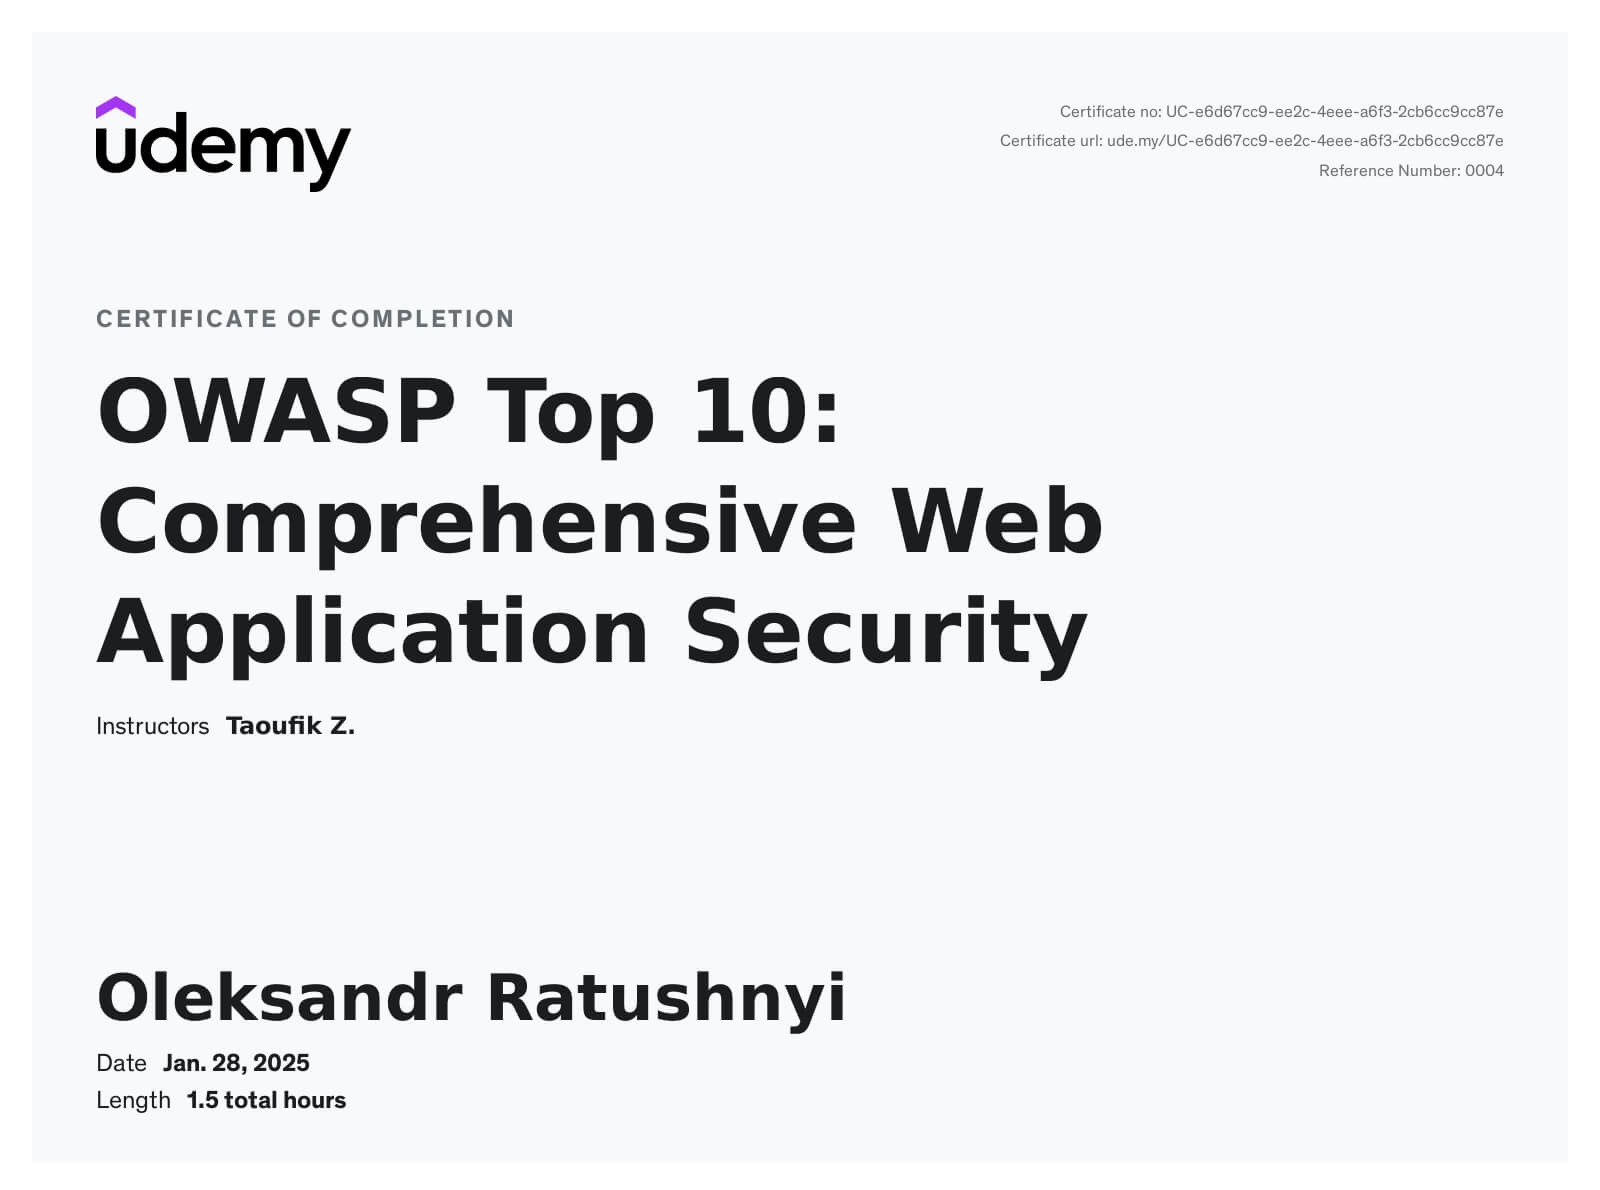 udemy
Certificate no: UC-e6d67cc9-ee2c-4eee-a6f3-2cb6cc9cc87e
Certificate url: ude.my/UC-e6d67cc9-ee2c-4eee-a6f3-2cb6cc9cc87e
Reference Number: 0004
CERTIFICATE OF COMPLETION
OWASP Top 10:
Comprehensive Web
Application Security
Instructors Taoufik Z.
Oleksandr Ratushnyi
Date Jan. 28, 2025
Length 1.5 total hours